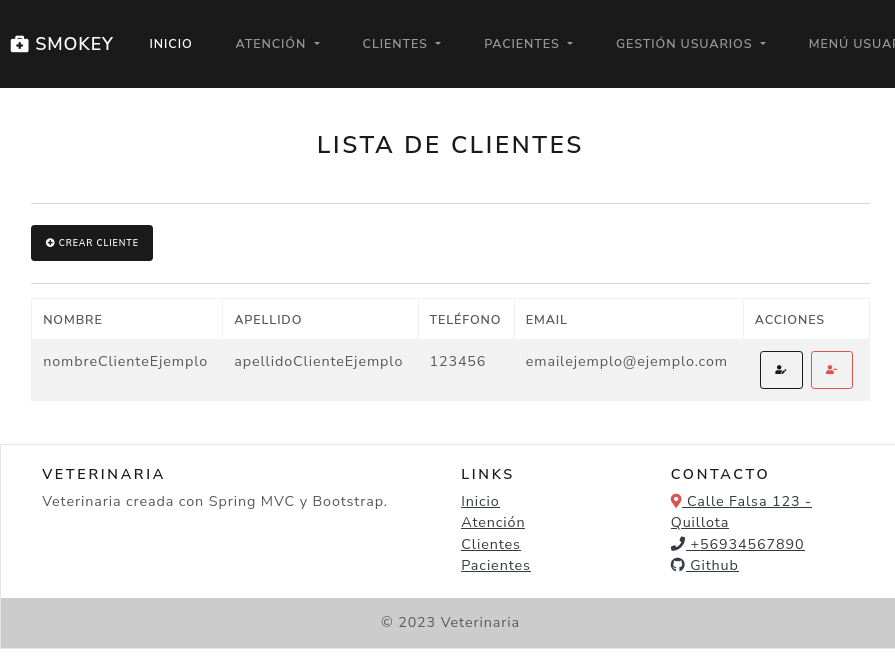 SMOKEY INICIO ATENCIÓN CLIENTES PACIENTES GESTIÓN USUARIOS MENÚ USUAR
LISTA DE CLIENTES
CREAR CLIENTE
NOMBRE APELLIDO TELÉFONO EMAIL ACCIONES
nombreClienteEjemplo apellidoClienteEjemplo 123456 emailejemplo@ejemplo.com
VETERINARIA
Veterinaria creada con Spring MVC y Bootstrap.
LINKS
Inicio
Atención
Clientes
Pacientes
CONTACTO
Calle Falsa 123 -
Quillota
+56934567890
Github
© 2023 Veterinaria